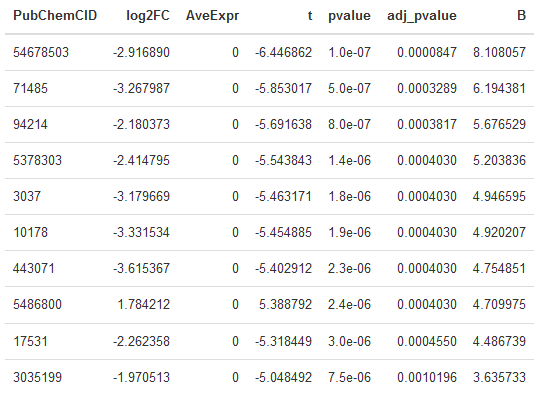 PubChemCID log2FC AveExpr t pvalue adj_pvalue B
54678503 -2.916890 0 -6.446862 1.0e-07 0.0000847 8.108057
71485 -3.267987 0 -5.853017 5.0e-07 0.0003289 6.194381
94214 -2.180373 0 -5.691638 8.0e-07 0.0003817 5.676529
5378303 -2.414795 0 -5.543843 1.4e-06 0.0004030 5.203836
3037 -3.179669 0 -5.463171 1.8e-06 0.0004030 4.946595
10178 -3.331534 0 -5.454885 1.9e-06 0.0004030 4.920207
443071 -3.615367 0 -5.402912 2.3e-06 0.0004030 4.754851
5486800 1.784212 0 5.388792 2.4e-06 0.0004030 4.709975
17531 -2.262358 0 -5.318449 3.0e-06 0.0004550 4.486739
3035199 -1.970513 0 -5.048492 7.5e-06 0.0010196 3.635733